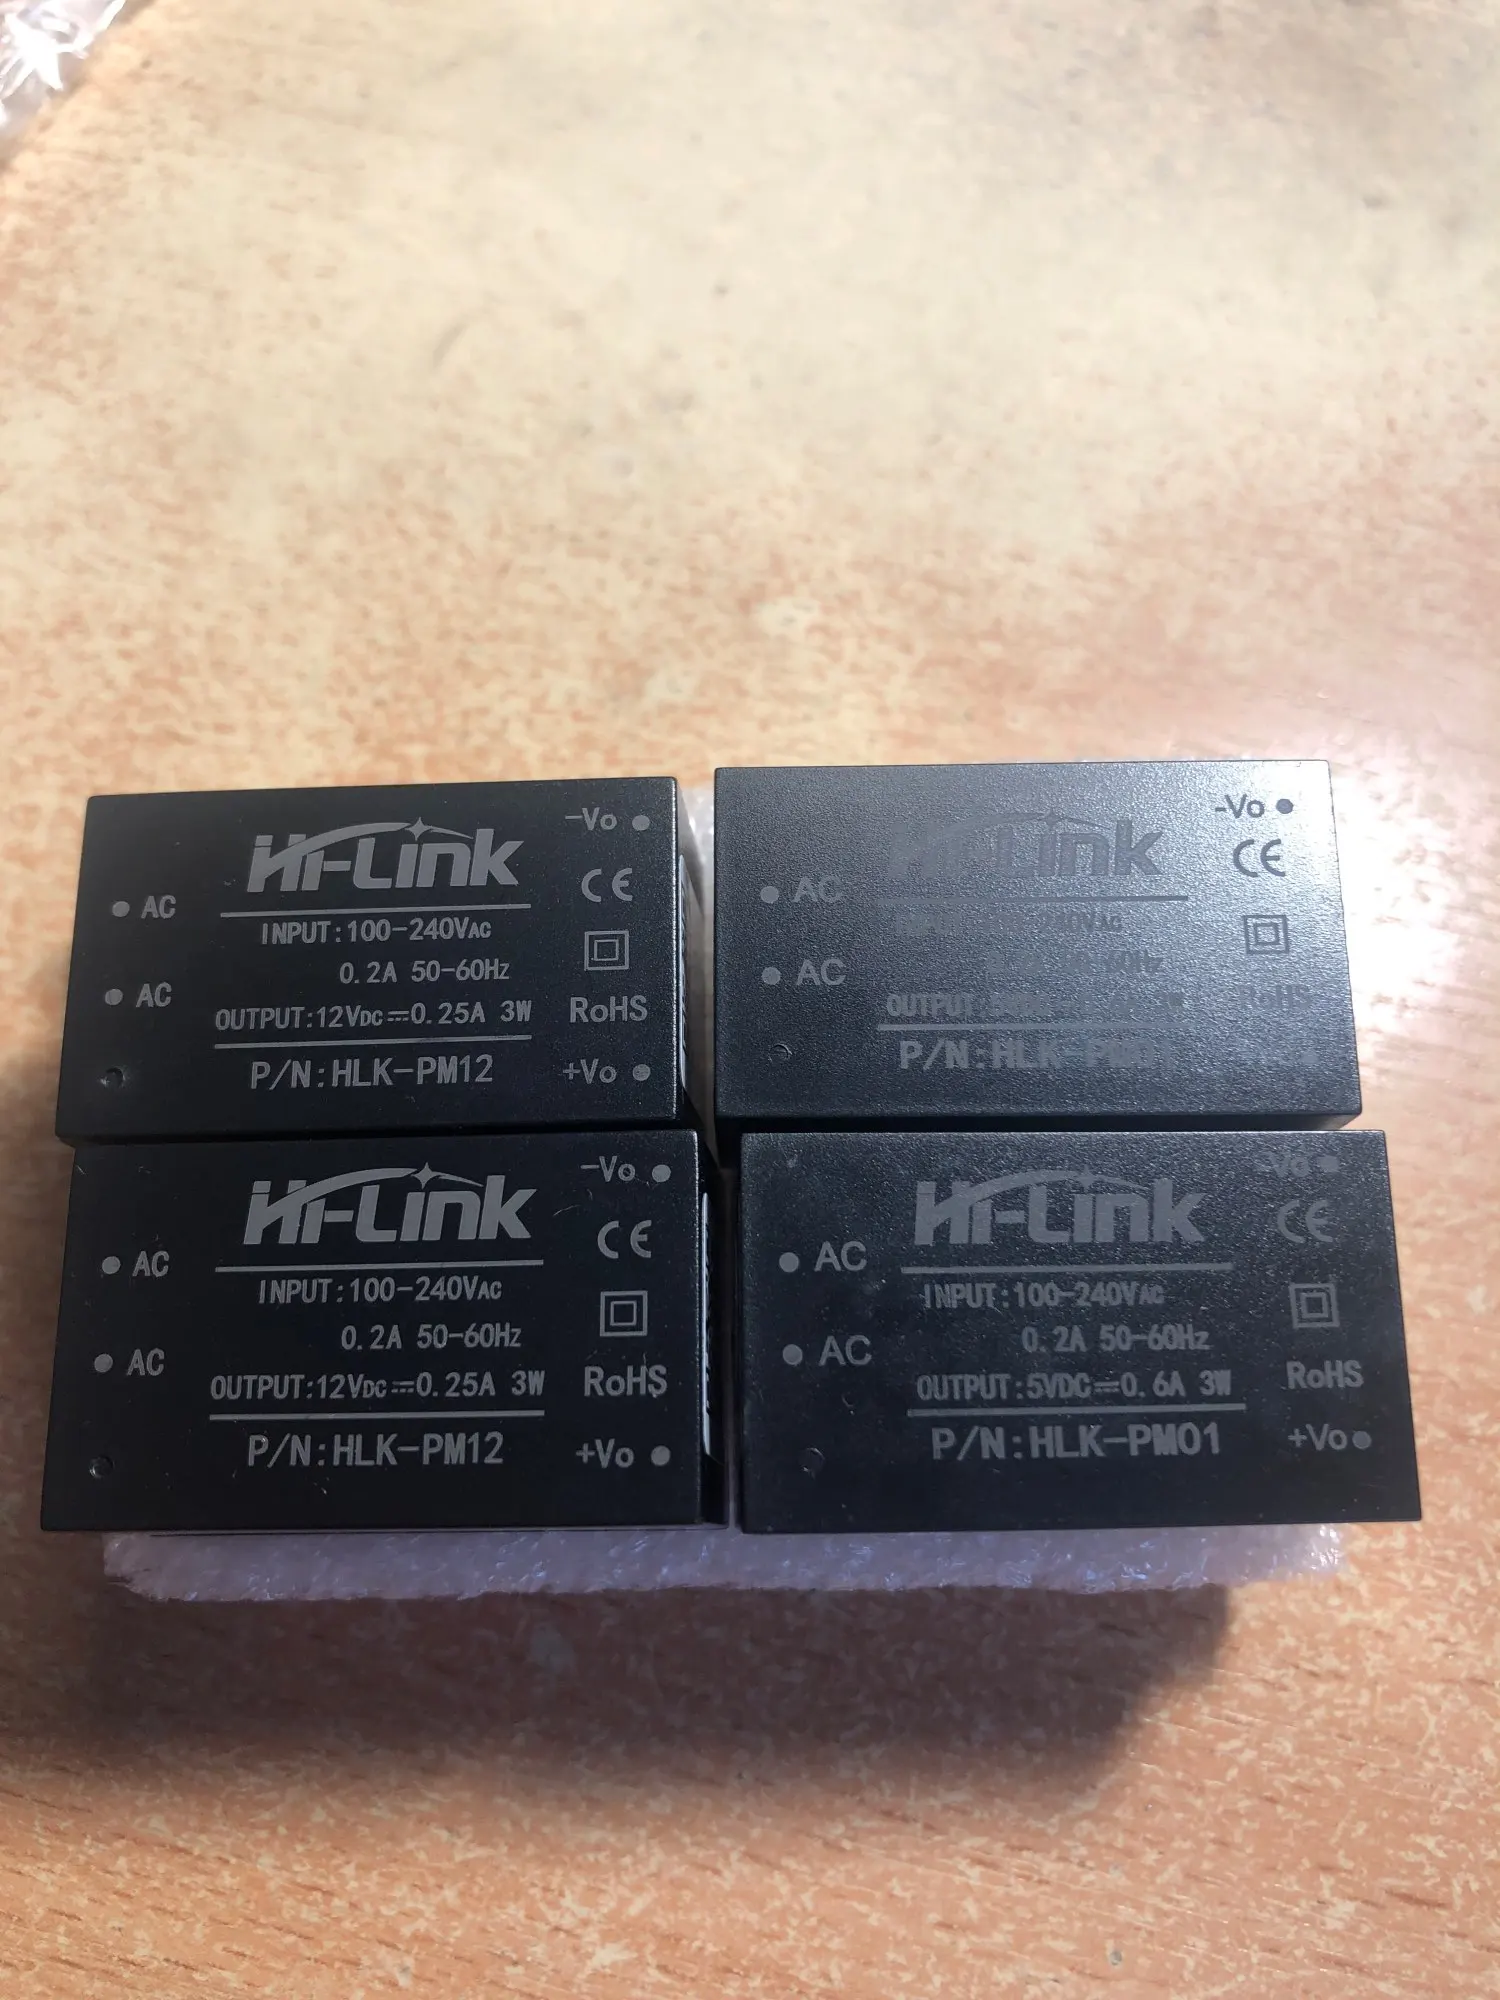 Hi-Link
-Vo
CE
AC
INPUT:100-240VAC
0.2A 50-60Hz
AC
OUTPUT:12VDC⎓0.25A 3W
RoHS
P/N:HLK-PM12
+Vo
Hi-Link
-Vo
CE
AC
240VAC
AC
OUTPUT:
RoHS
P/N:HLK-
Hi-Link
-Vo
CE
AC
INPUT:100-240VAC
0.2A 50-60Hz
AC
OUTPUT:12VDC⎓0.25A 3W
RoHS
P/N:HLK-PM12
+Vo
Hi-Link
-Vo
CE
AC
INPUT:100-240VAC
0.2A 50-60Hz
AC
OUTPUT:5VDC⎓0.6A 3W
RoHS
P/N:HLK-PM01
+Vo